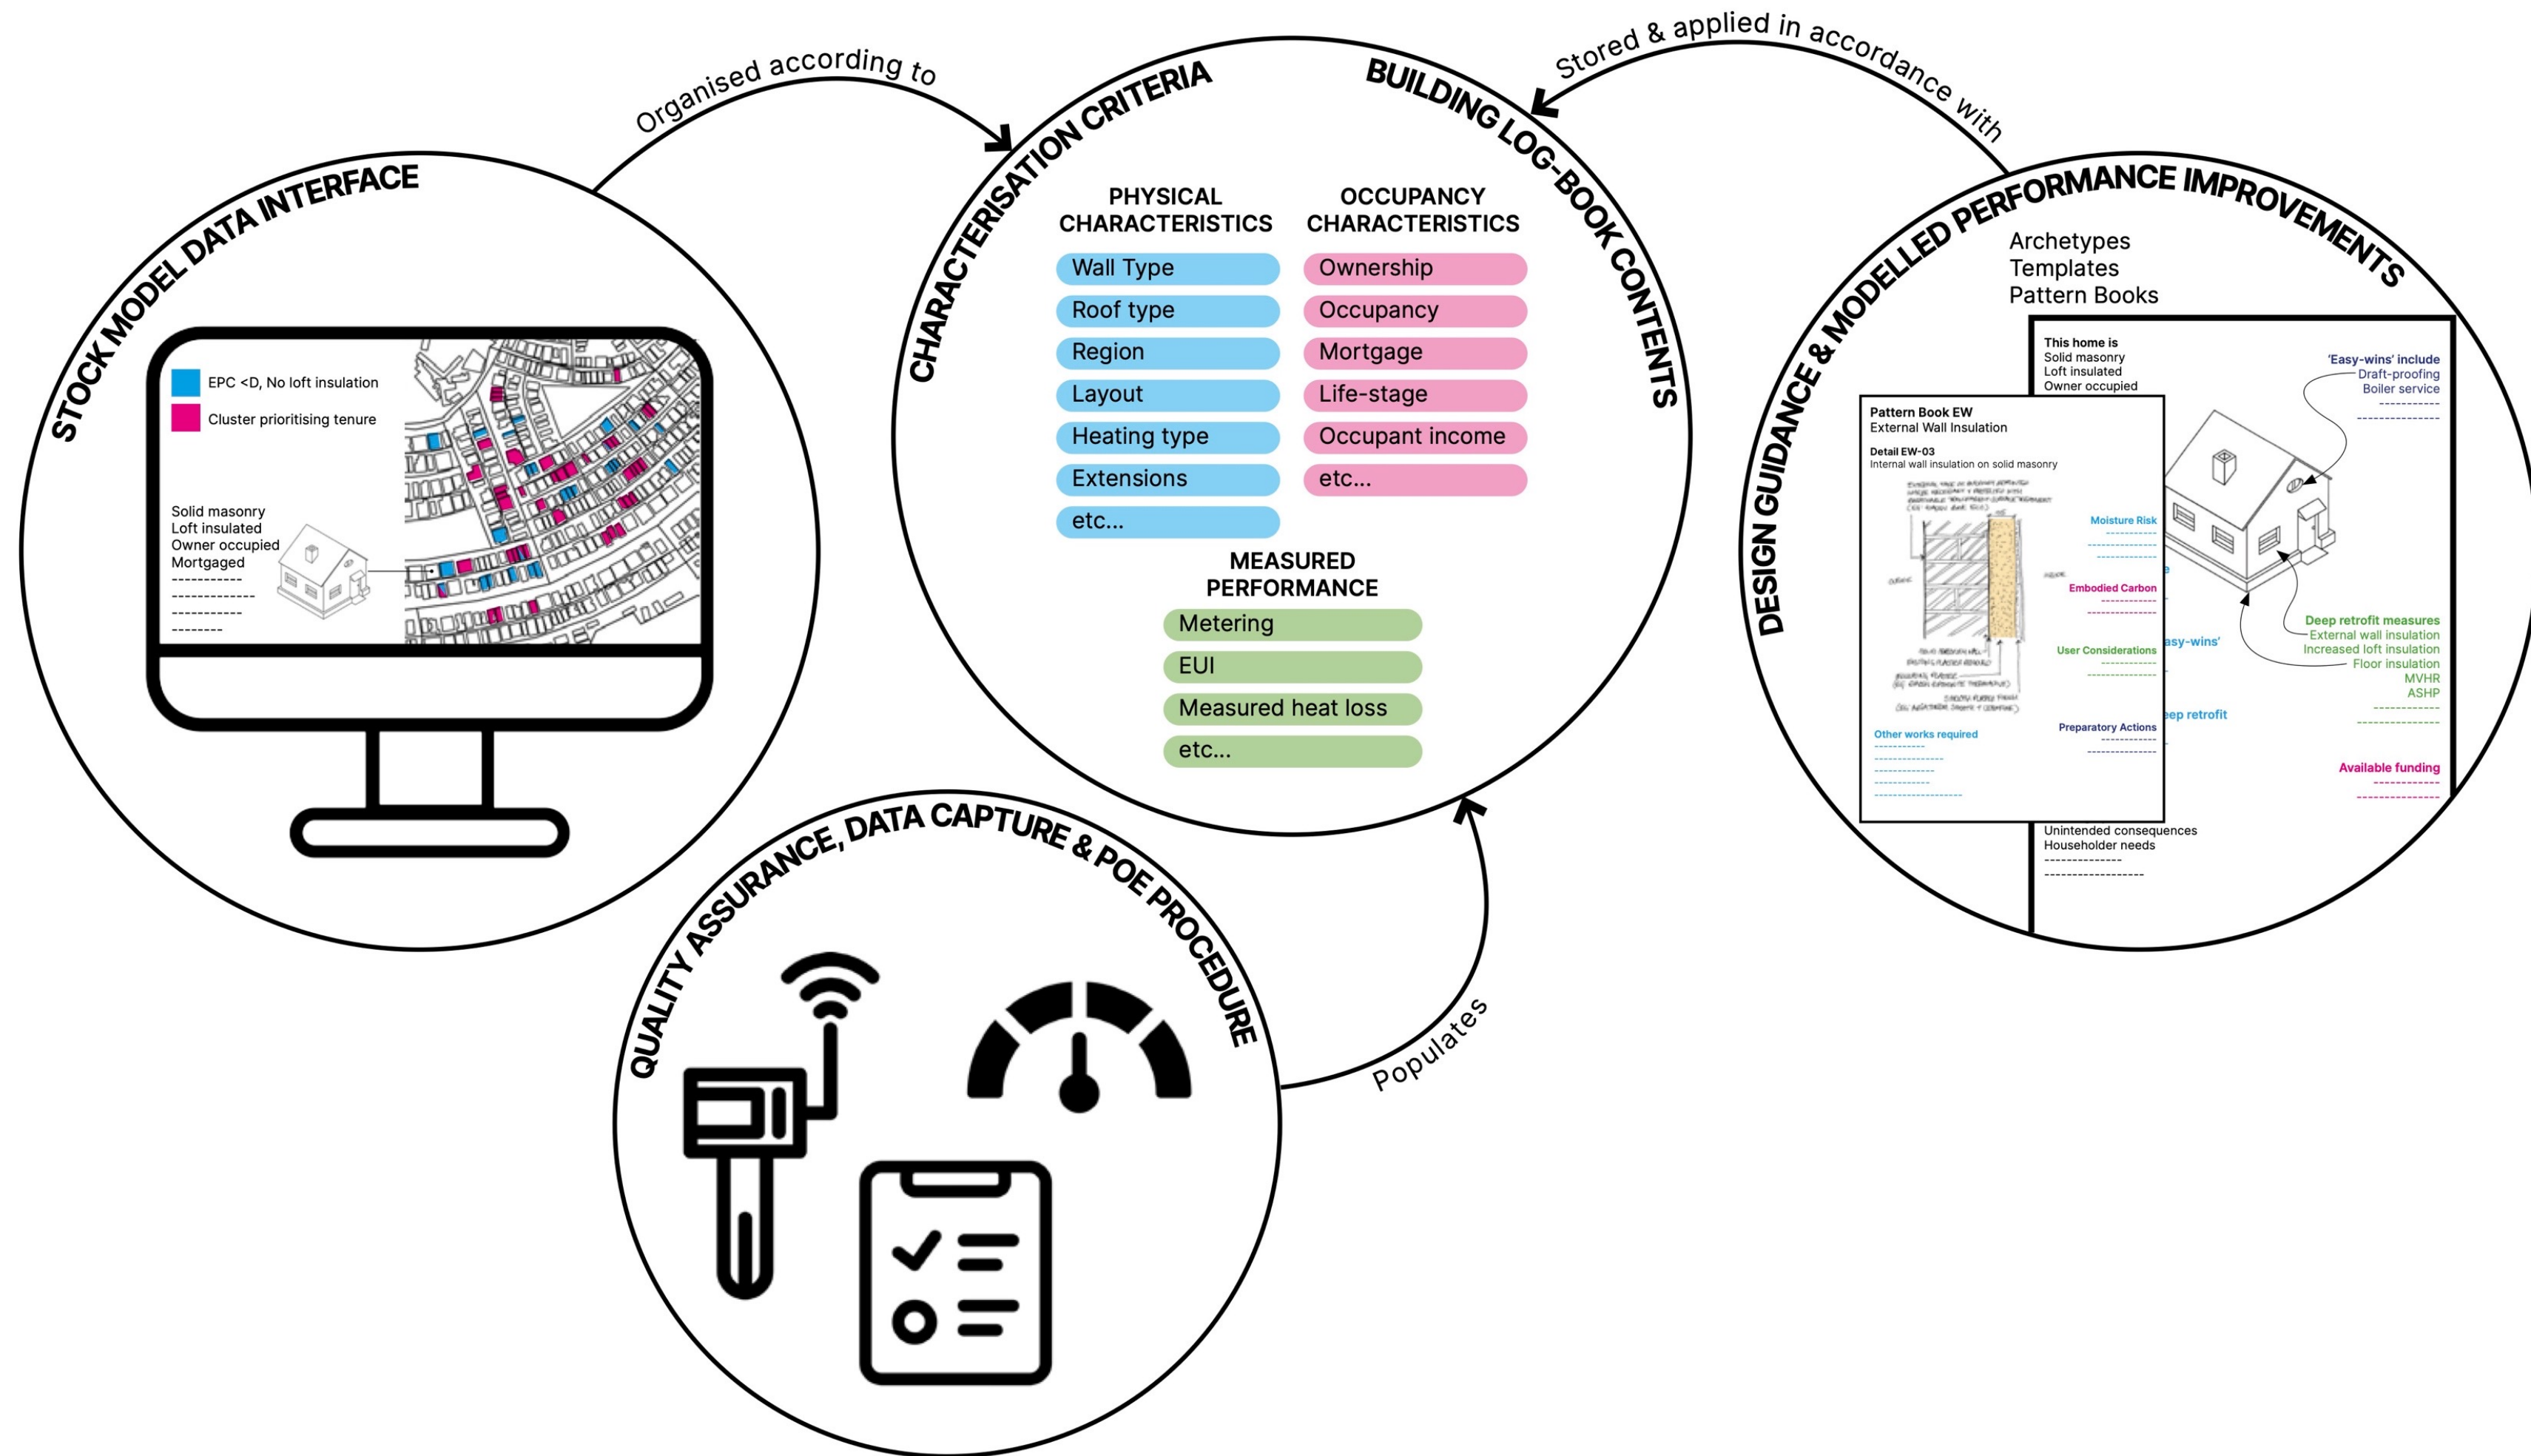 Organised according to
Stored & applied in accordance with
STOCK MODEL DATA INTERFACE
EPC <D, No loft insulation
Cluster prioritising tenure
Solid masonry
Loft insulated
Owner occupied
Mortgaged
CHARACTERISATION CRITERIA
BUILDING LOG-BOOK CONTENTS
PHYSICAL
CHARACTERISTICS
Wall Type
Roof type
Region
Layout
Heating type
Extensions
etc...
OCCUPANCY
CHARACTERISTICS
Ownership
Occupancy
Mortgage
Life-stage
Occupant income
etc...
MEASURED
PERFORMANCE
Metering
EUI
Measured heat loss
etc...
DESIGN GUIDANCE & MODELLED PERFORMANCE IMPROVEMENTS
Archetypes
Templates
Pattern Books
This home is
Solid masonry
Loft insulated
Owner occupied
'Easy-wins' include
Draft-proofing
Boiler service
Pattern Book EW
External Wall Insulation
Detail EW-03
Internal wall insulation on solid masonry
Moisture Risk
Embodied Carbon
User Considerations
Preparatory Actions
Other works required
e
asy-wins'
eep retrofit
Deep retrofit measures
External wall insulation
Increased loft insulation
Floor insulation
MVHR
ASHP
Available funding
Unintended consequences
Householder needs
QUALITY ASSURANCE, DATA CAPTURE & POE PROCEDURE
Populates